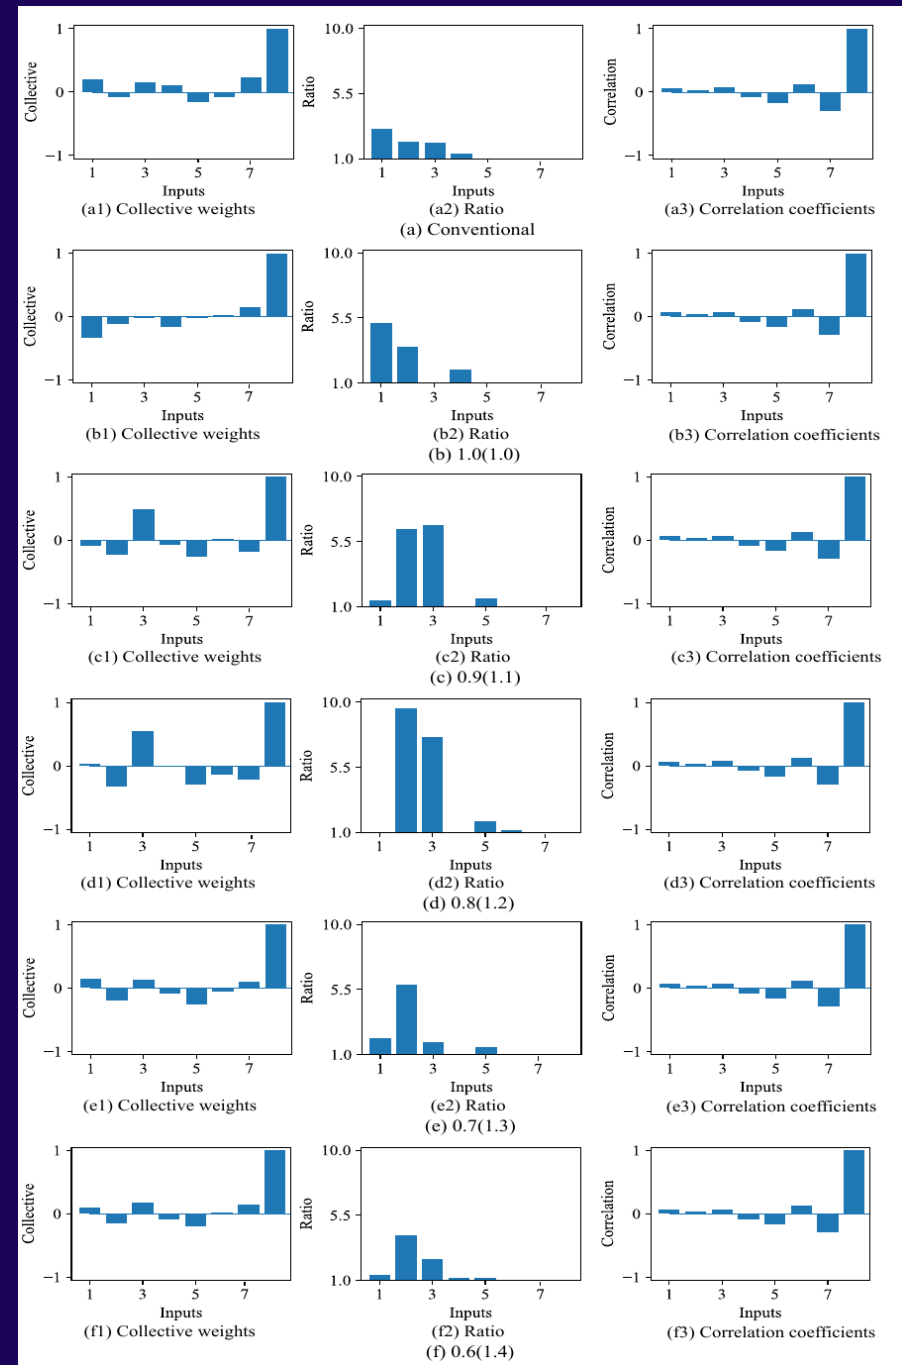 Collective
1
0
−1
1 3 5 7
Inputs
(a1) Collective weights
Ratio
10.0
5.5
1.0
1 3 5 7
Inputs
(a2) Ratio
Correlation
1
0
−1
1 3 5 7
Inputs
(a3) Correlation coefficients
(a) Conventional
Collective
1
0
−1
1 3 5 7
Inputs
(b1) Collective weights
Ratio
10.0
5.5
1.0
1 3 5 7
Inputs
(b2) Ratio
Correlation
1
0
−1
1 3 5 7
Inputs
(b3) Correlation coefficients
(b) 1.0(1.0)
Collective
1
0
−1
1 3 5 7
Inputs
(c1) Collective weights
Ratio
10.0
5.5
1.0
1 3 5 7
Inputs
(c2) Ratio
Correlation
1
0
−1
1 3 5 7
Inputs
(c3) Correlation coefficients
(c) 0.9(1.1)
Collective
1
0
−1
1 3 5 7
Inputs
(d1) Collective weights
Ratio
10.0
5.5
1.0
1 3 5 7
Inputs
(d2) Ratio
Correlation
1
0
−1
1 3 5 7
Inputs
(d3) Correlation coefficients
(d) 0.8(1.2)
Collective
1
0
−1
1 3 5 7
Inputs
(e1) Collective weights
Ratio
10.0
5.5
1.0
1 3 5 7
Inputs
(e2) Ratio
Correlation
1
0
−1
1 3 5 7
Inputs
(e3) Correlation coefficients
(e) 0.7(1.3)
Collective
1
0
−1
1 3 5 7
Inputs
(f1) Collective weights
Ratio
10.0
5.5
1.0
1 3 5 7
Inputs
(f2) Ratio
Correlation
1
0
−1
1 3 5 7
Inputs
(f3) Correlation coefficients
(f) 0.6(1.4)